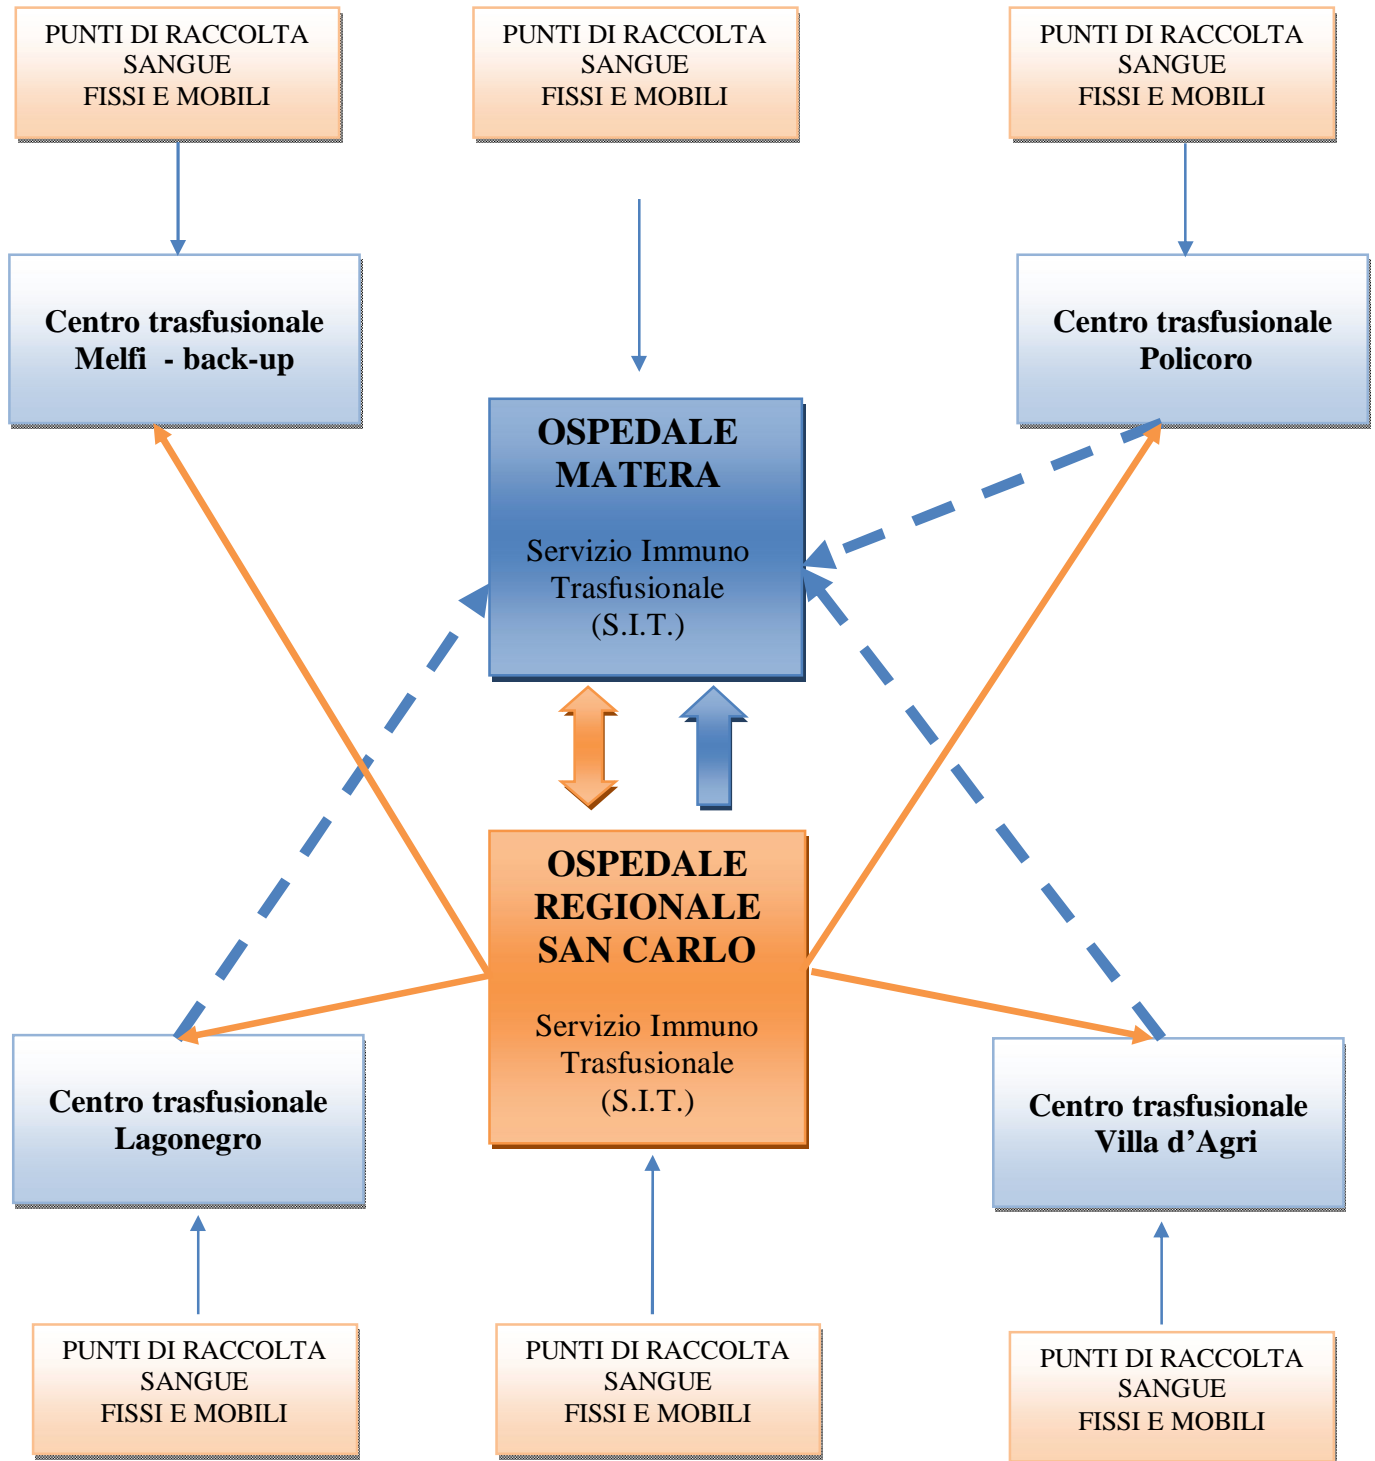 PUNTI DI RACCOLTA
SANGUE
FISSI E MOBILI
PUNTI DI RACCOLTA
SANGUE
FISSI E MOBILI
PUNTI DI RACCOLTA
SANGUE
FISSI E MOBILI
Centro trasfusionale
Melfi - back-up
Centro trasfusionale
Policoro
OSPEDALE
MATERA
Servizio Immuno
Trasfusionale
(S.I.T.)
OSPEDALE
REGIONALE
SAN CARLO
Servizio Immuno
Trasfusionale
(S.I.T.)
Centro trasfusionale
Lagonegro
Centro trasfusionale
Villa d’Agri
PUNTI DI RACCOLTA
SANGUE
FISSI E MOBILI
PUNTI DI RACCOLTA
SANGUE
FISSI E MOBILI
PUNTI DI RACCOLTA
SANGUE
FISSI E MOBILI